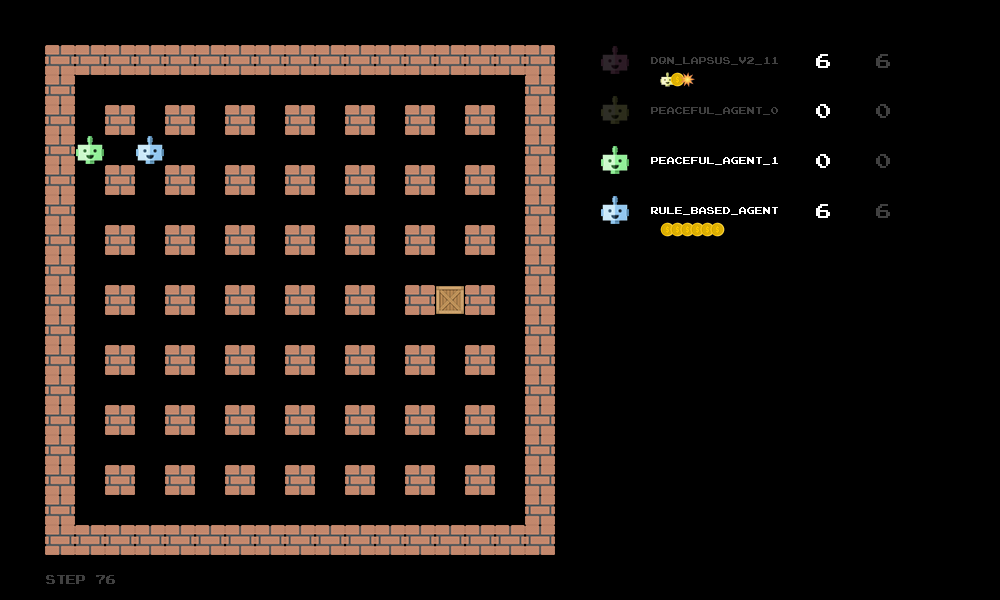 DQN_LAPSUS_V2_11 6 6
PEACEFUL_AGENT_0 0 0
PEACEFUL_AGENT_1 0 0
RULE_BASED_AGENT 6 6
STEP 76